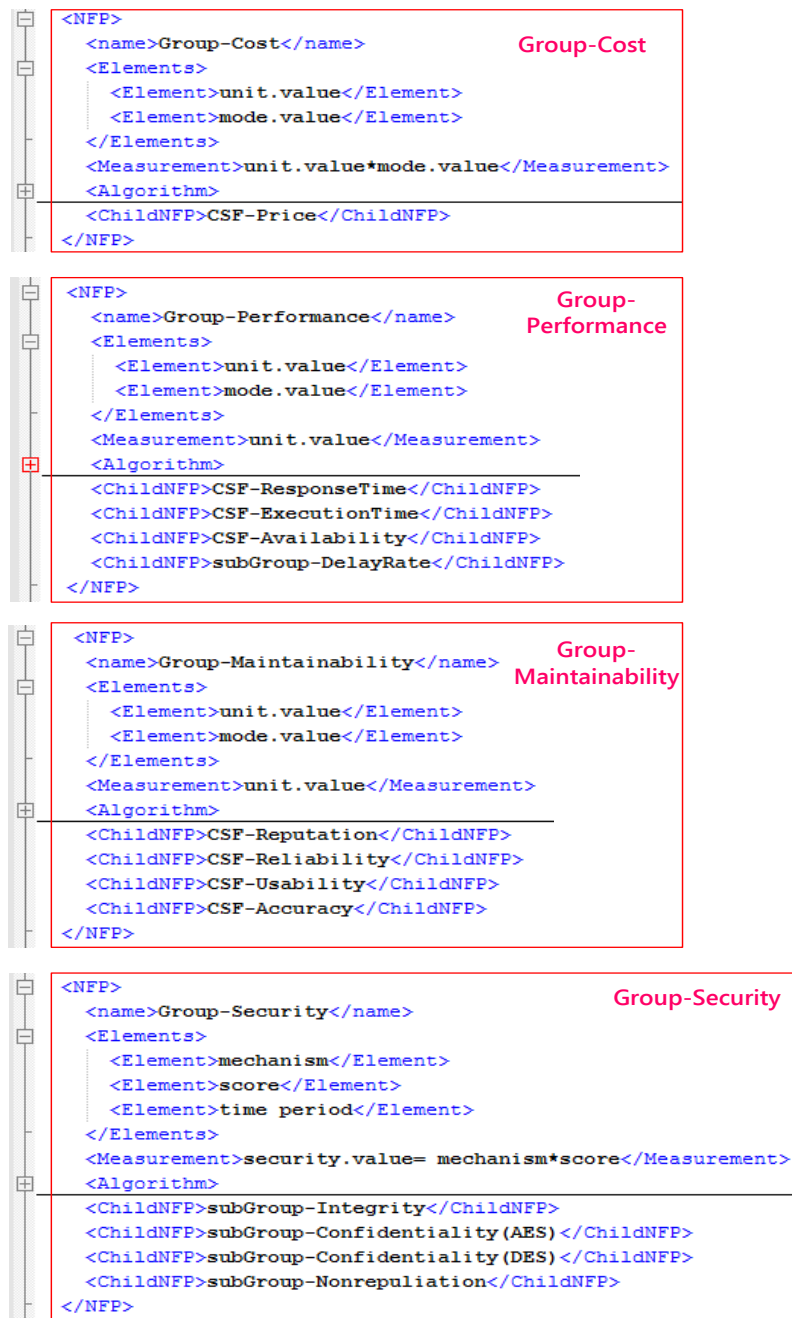 <NFP>
<name>Group-Cost</name>
Group-Cost
<Elements>
<Element>unit.value</Element>
<Element>mode.value</Element>
</Elements>
<Measurement>unit.value*mode.value</Measurement>
<Algorithm>
<ChildNFP>CSF-Price</ChildNFP>
</NFP>
<NFP>
Group-
Performance
<name>Group-Performance</name>
<Elements>
<Element>unit.value</Element>
<Element>mode.value</Element>
</Elements>
<Measurement>unit.value</Measurement>
<Algorithm>
<ChildNFP>CSF-ResponseTime</ChildNFP>
<ChildNFP>CSF-ExecutionTime</ChildNFP>
<ChildNFP>CSF-Availability</ChildNFP>
<ChildNFP>subGroup-DelayRate</ChildNFP>
</NFP>
<NFP>
Group-
Maintainability
<name>Group-Maintainability</name>
<Elements>
<Element>unit.value</Element>
<Element>mode.value</Element>
</Elements>
<Measurement>unit.value</Measurement>
<Algorithm>
<ChildNFP>CSF-Reputation</ChildNFP>
<ChildNFP>CSF-Reliability</ChildNFP>
<ChildNFP>CSF-Usability</ChildNFP>
<ChildNFP>CSF-Accuracy</ChildNFP>
</NFP>
<NFP>
Group-Security
<name>Group-Security</name>
<Elements>
<Element>mechanism</Element>
<Element>score</Element>
<Element>time period</Element>
</Elements>
<Measurement>security.value= mechanism*score</Measurement>
<Algorithm>
<ChildNFP>subGroup-Integrity</ChildNFP>
<ChildNFP>subGroup-Confidentiality(AES)</ChildNFP>
<ChildNFP>subGroup-Confidentiality(DES)</ChildNFP>
<ChildNFP>subGroup-Nonrepuliation</ChildNFP>
</NFP>